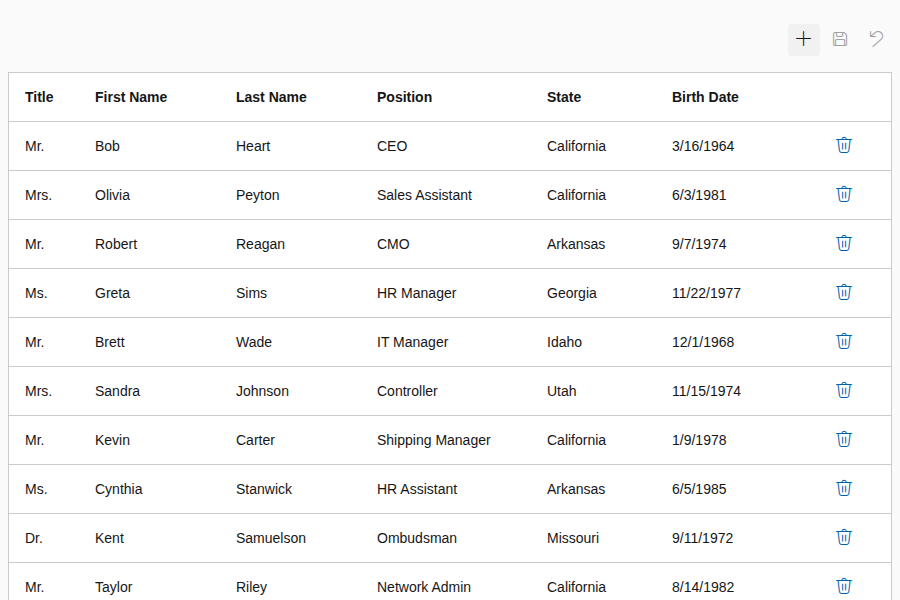 Title First Name Last Name Position State Birth Date
Mr. Bob Heart CEO California 3/16/1964
Mrs. Olivia Peyton Sales Assistant California 6/3/1981
Mr. Robert Reagan CMO Arkansas 9/7/1974
Ms. Greta Sims HR Manager Georgia 11/22/1977
Mr. Brett Wade IT Manager Idaho 12/1/1968
Mrs. Sandra Johnson Controller Utah 11/15/1974
Mr. Kevin Carter Shipping Manager California 1/9/1978
Ms. Cynthia Stanwick HR Assistant Arkansas 6/5/1985
Dr. Kent Samuelson Ombudsman Missouri 9/11/1972
Mr. Taylor Riley Network Admin California 8/14/1982